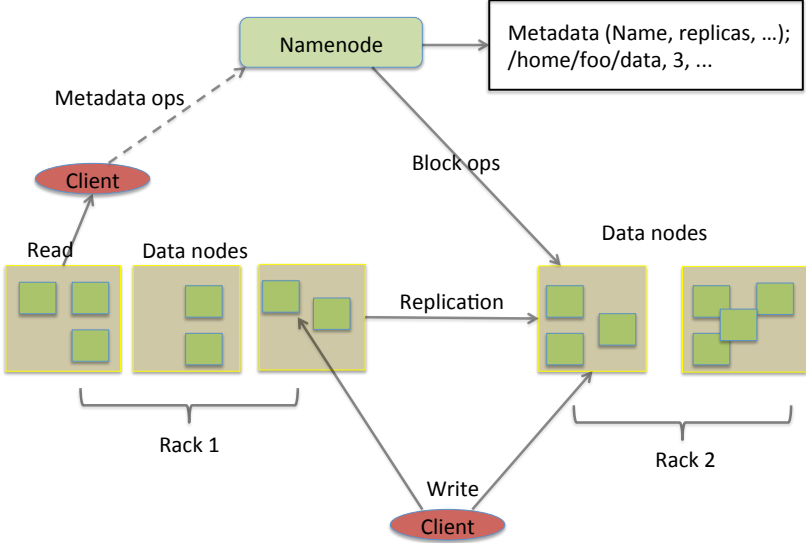 Namenode
Metadata (Name, replicas, …);
/home/foo/data, 3, ...
Metadata ops
Client
Block ops
Read
Data nodes
Data nodes
Replication
Rack 1
Rack 2
Write
Client